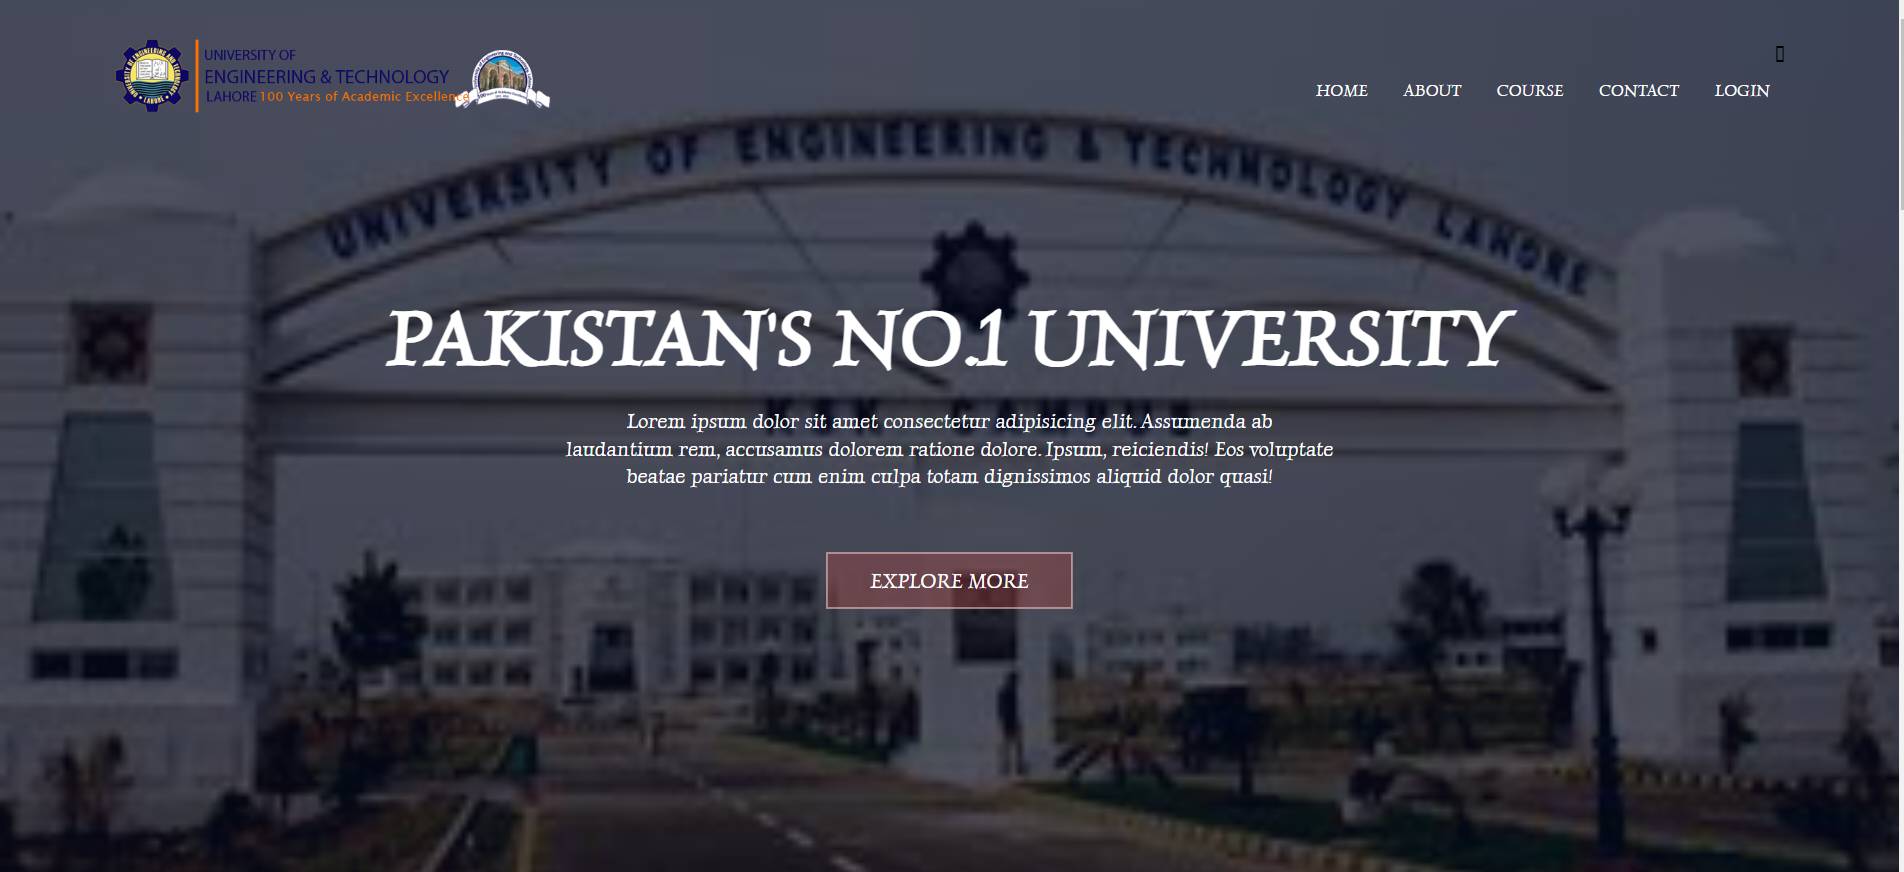 UNIVERSITY OF
ENGINEERING & TECHNOLOGY
LAHORE 100 Years of Academic Excellence
HOME ABOUT COURSE CONTACT LOGIN
UNIVERSITY OF ENGINEERING & TECHNOLOGY LAHORE
PAKISTAN'S NO.1 UNIVERSITY
KSK CAMPUS
Lorem ipsum dolor sit amet consectetur adipisicing elit. Assumenda ab
laudantium rem, accusamus dolorem ratione dolore. Ipsum, reiciendis! Eos voluptate
beatae pariatur cum enim culpa totam dignissimos aliquid dolor quasi!
EXPLORE MORE